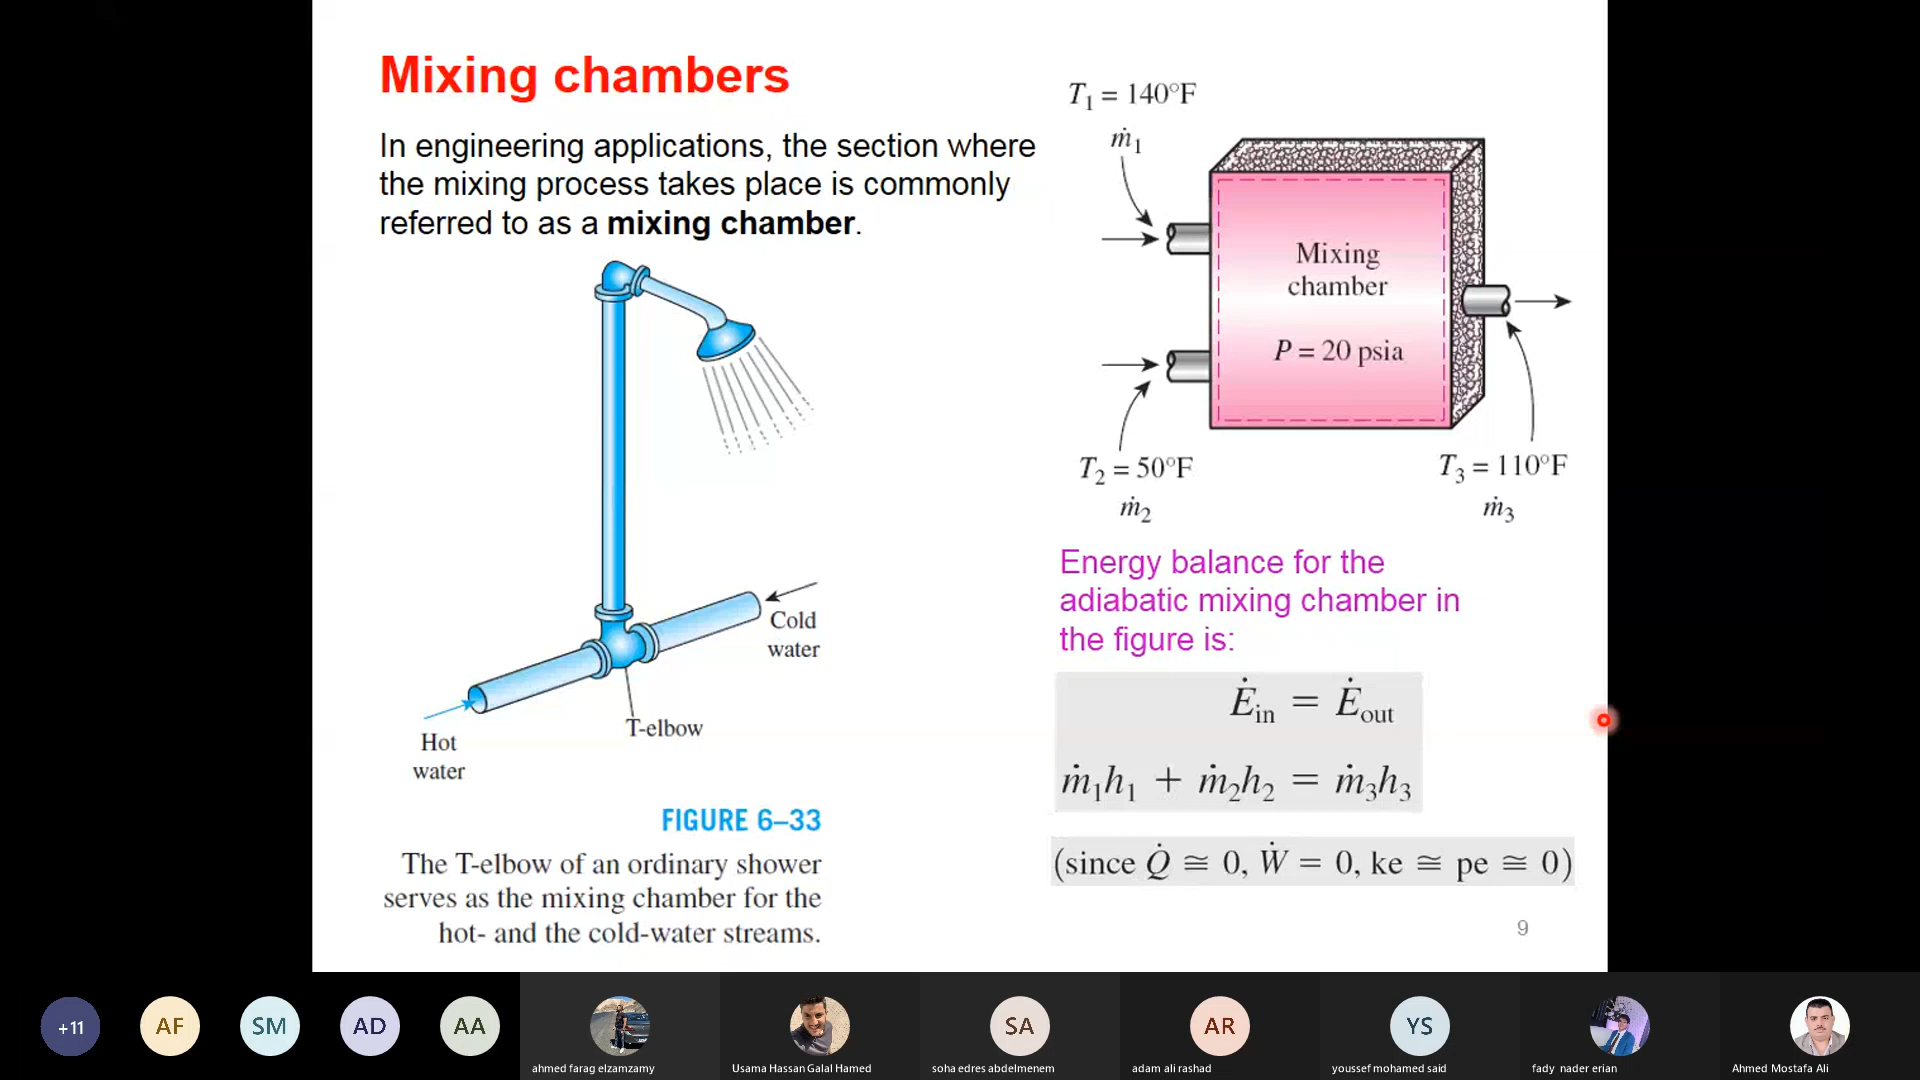 Mixing chambers
In engineering applications, the section where
the mixing process takes place is commonly
referred to as a mixing chamber.
Cold
water
T-elbow
Hot
water
FIGURE 6–33
The T-elbow of an ordinary shower
serves as the mixing chamber for the
hot- and the cold-water streams.
T₁ = 140°F
ṁ₁
Mixing
chamber
P = 20 psia
T₂ = 50°F
ṁ₂
T₃ = 110°F
ṁ₃
Energy balance for the
adiabatic mixing chamber in
the figure is:
Ė_in = Ė_out
ṁ₁h₁ + ṁ₂h₂ = ṁ₃h₃
(since Q̇ ≅ 0, Ẇ = 0, ke ≅ pe ≅ 0)
9
+11
AF
SM
AD
AA
ahmed farag elzamzamy
Usama Hassan Galal Hamed
SA
soha edres abdelmenem
AR
adam ali rashad
YS
youssef mohamed said
fady nader erian
Ahmed Mostafa Ali